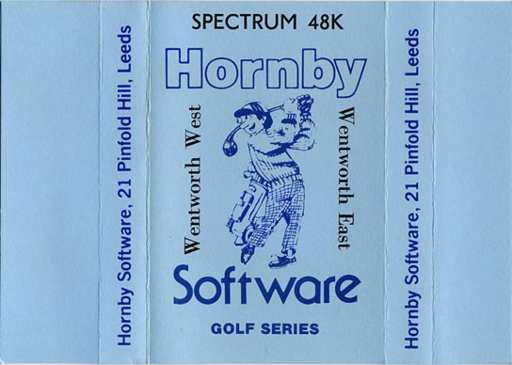 Hornby Software, 21 Pinfold Hill, Leeds
SPECTRUM 48K
Hornby
Wentworth West
Wentworth East
Software
GOLF SERIES
Hornby Software, 21 Pinfold Hill, Leeds